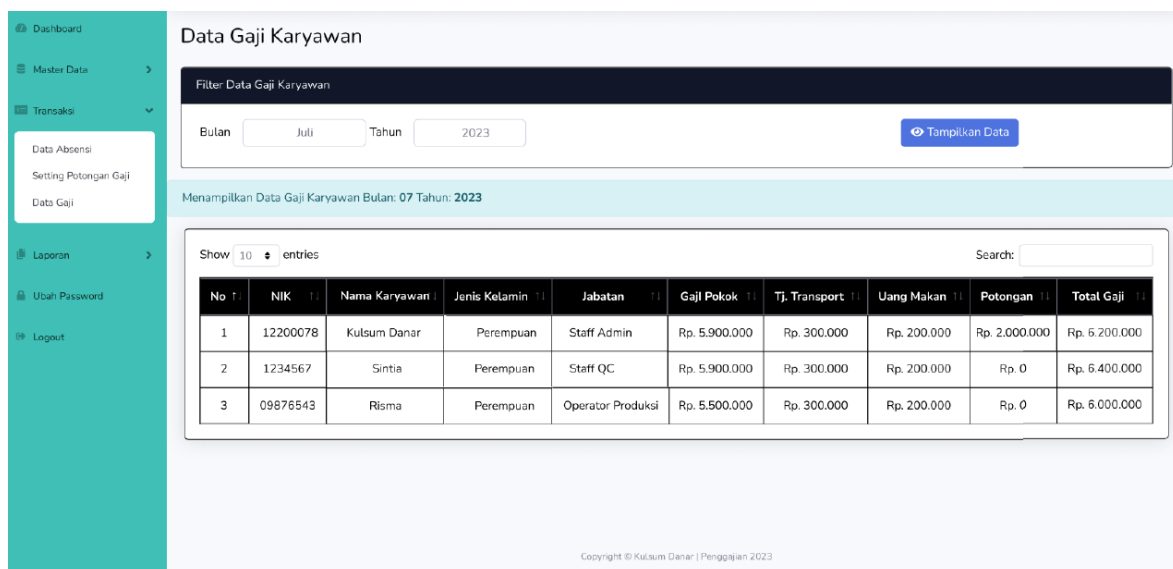 Dashboard
Master Data
Transaksi
Data Absensi
Setting Potongan Gaji
Data Gaji
Laporan
Ubah Password
Logout
Data Gaji Karyawan
Filter Data Gaji Karyawan
Bulan Juli Tahun 2023 Tampilkan Data
Menampilkan Data Gaji Karyawan Bulan: 07 Tahun: 2023
Show 10 entries Search:
No NIK Nama Karyawan Jenis Kelamin Jabatan Gaji Pokok Tj. Transport Uang Makan Potongan Total Gaji
1 12200078 Kulsum Danar Perempuan Staff Admin Rp. 5.900.000 Rp. 300.000 Rp. 200.000 Rp. 2.000.000 Rp. 6.200.000
2 1234567 Sintia Perempuan Staff QC Rp. 5.900.000 Rp. 300.000 Rp. 200.000 Rp. 0 Rp. 6.400.000
3 09876543 Risma Perempuan Operator Produksi Rp. 5.500.000 Rp. 300.000 Rp. 200.000 Rp. 0 Rp. 6.000.000
Copyright © Kulsum Danar | Penggajian 2023